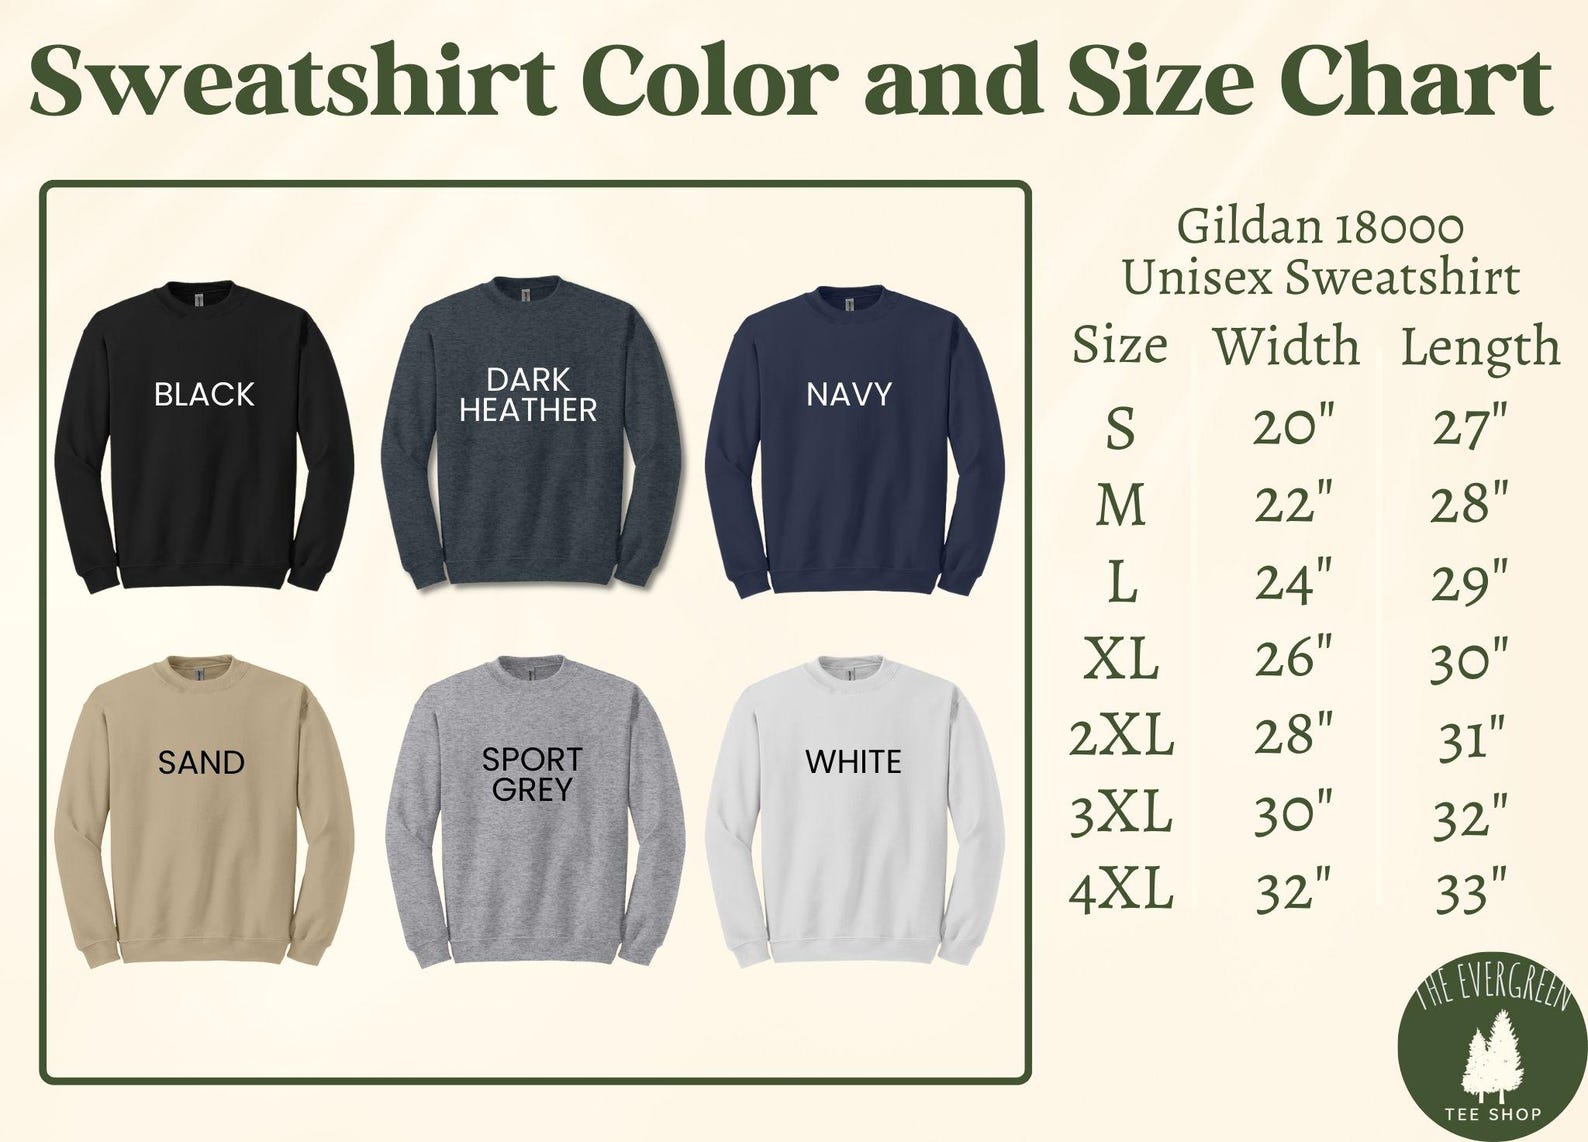 Sweatshirt Color and Size Chart
BLACK
DARK
HEATHER
NAVY
SAND
SPORT
GREY
WHITE
Gildan 18000
Unisex Sweatshirt
Size Width Length
S 20" 27"
M 22" 28"
L 24" 29"
XL 26" 30"
2XL 28" 31"
3XL 30" 32"
4XL 32" 33"
THE EVERGREEN
TEE SHOP